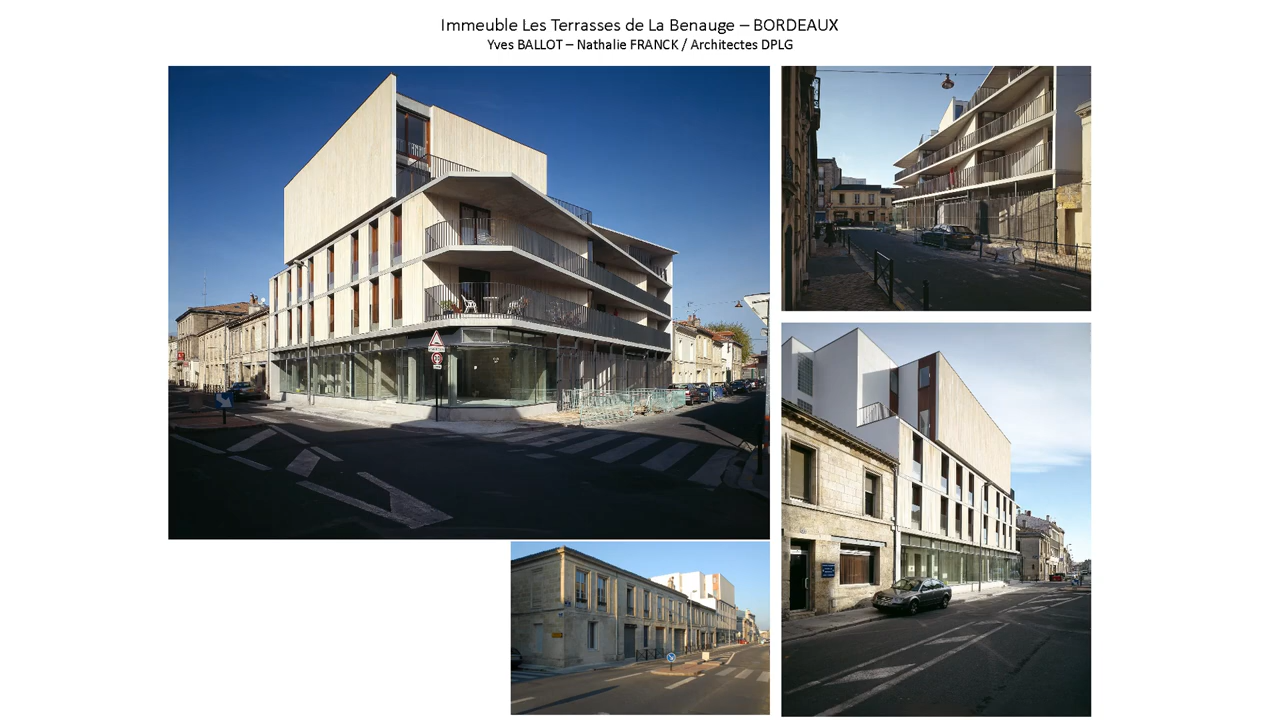 Immeuble Les Terrasses de La Benauge – BORDEAUX
Yves BALLOT – Nathalie FRANCK / Architectes DPLG